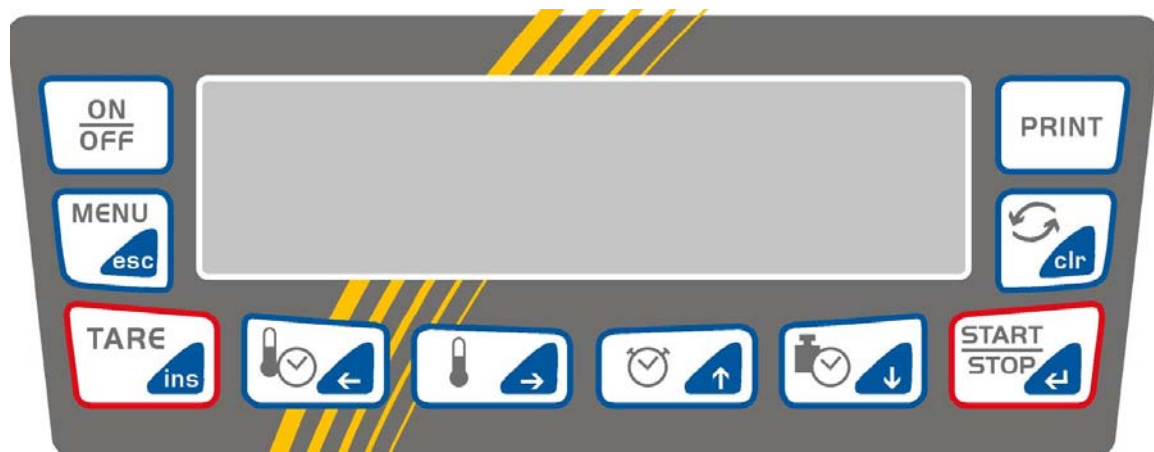 ON
OFF
PRINT
MENU
esc
clr
TARE
ins
START
STOP